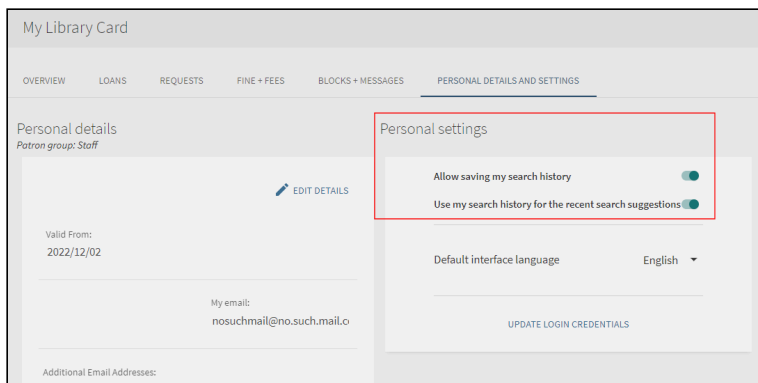 My Library Card
OVERVIEW LOANS REQUESTS FINE + FEES BLOCKS + MESSAGES PERSONAL DETAILS AND SETTINGS
Personal details
Patron group: Staff
EDIT DETAILS
Valid From:
2022/12/02
My email:
nosuchmail@no.such.mail.c
Additional Email Addresses:
Personal settings
Allow saving my search history
Use my search history for the recent search suggestions
Default interface language English
UPDATE LOGIN CREDENTIALS